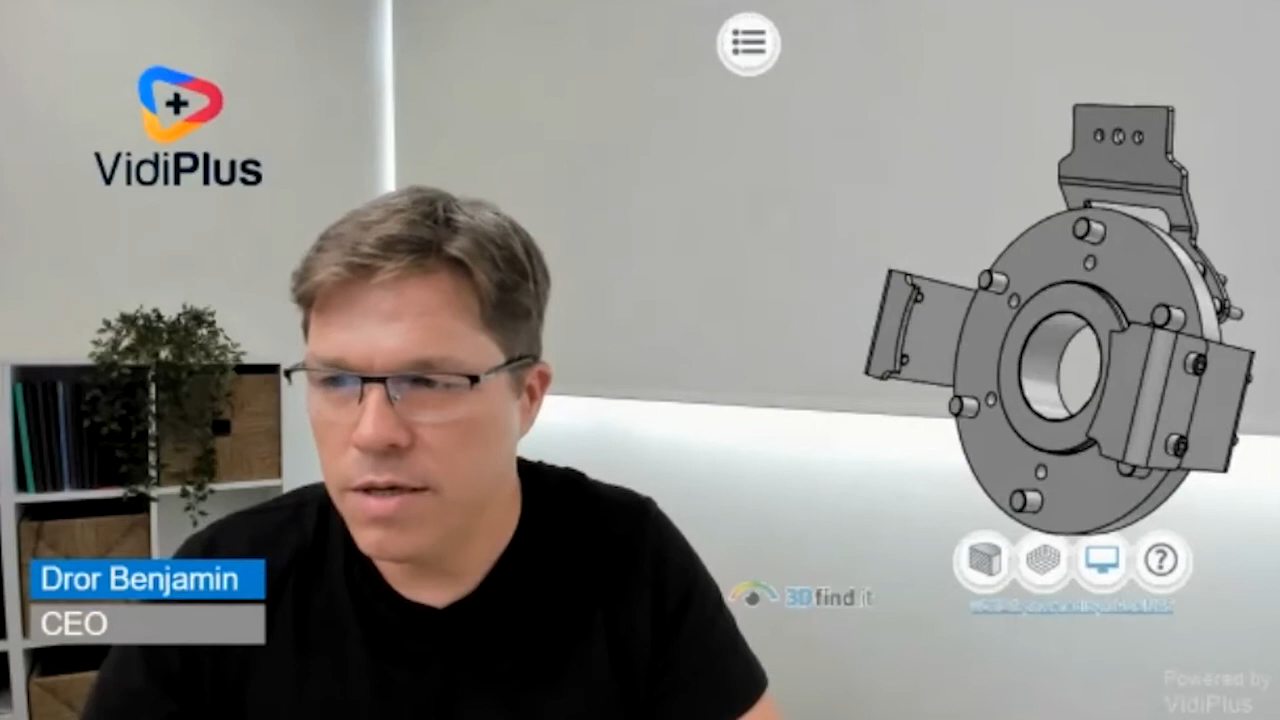 VidiPlus
Dror Benjamin
CEO
3Dfind.it
Powered by
VidiPlus